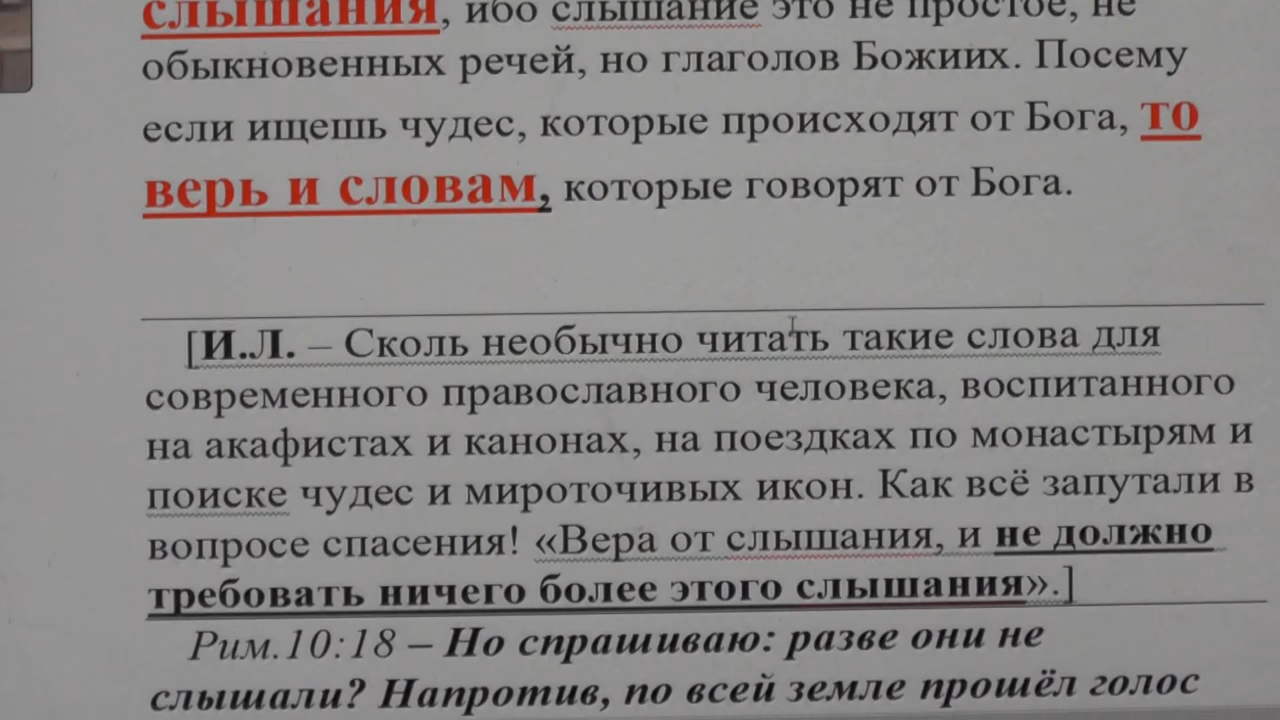 слышания, ибо слышание это не простое, не
обыкновенных речей, но глаголов Божиих. Посему
если ищешь чудес, которые происходят от Бога, то
верь и словам, которые говорят от Бога.
[И.Л. – Сколь необычно читать такие слова для
современного православного человека, воспитанного
на акафистах и канонах, на поездках по монастырям и
поиске чудес и мироточивых икон. Как всё запутали в
вопросе спасения! «Вера от слышания, и не должно
требовать ничего более этого слышания».]
Рим.10:18 – Но спрашиваю: разве они не
слышали? Напротив, по всей земле прошёл голос